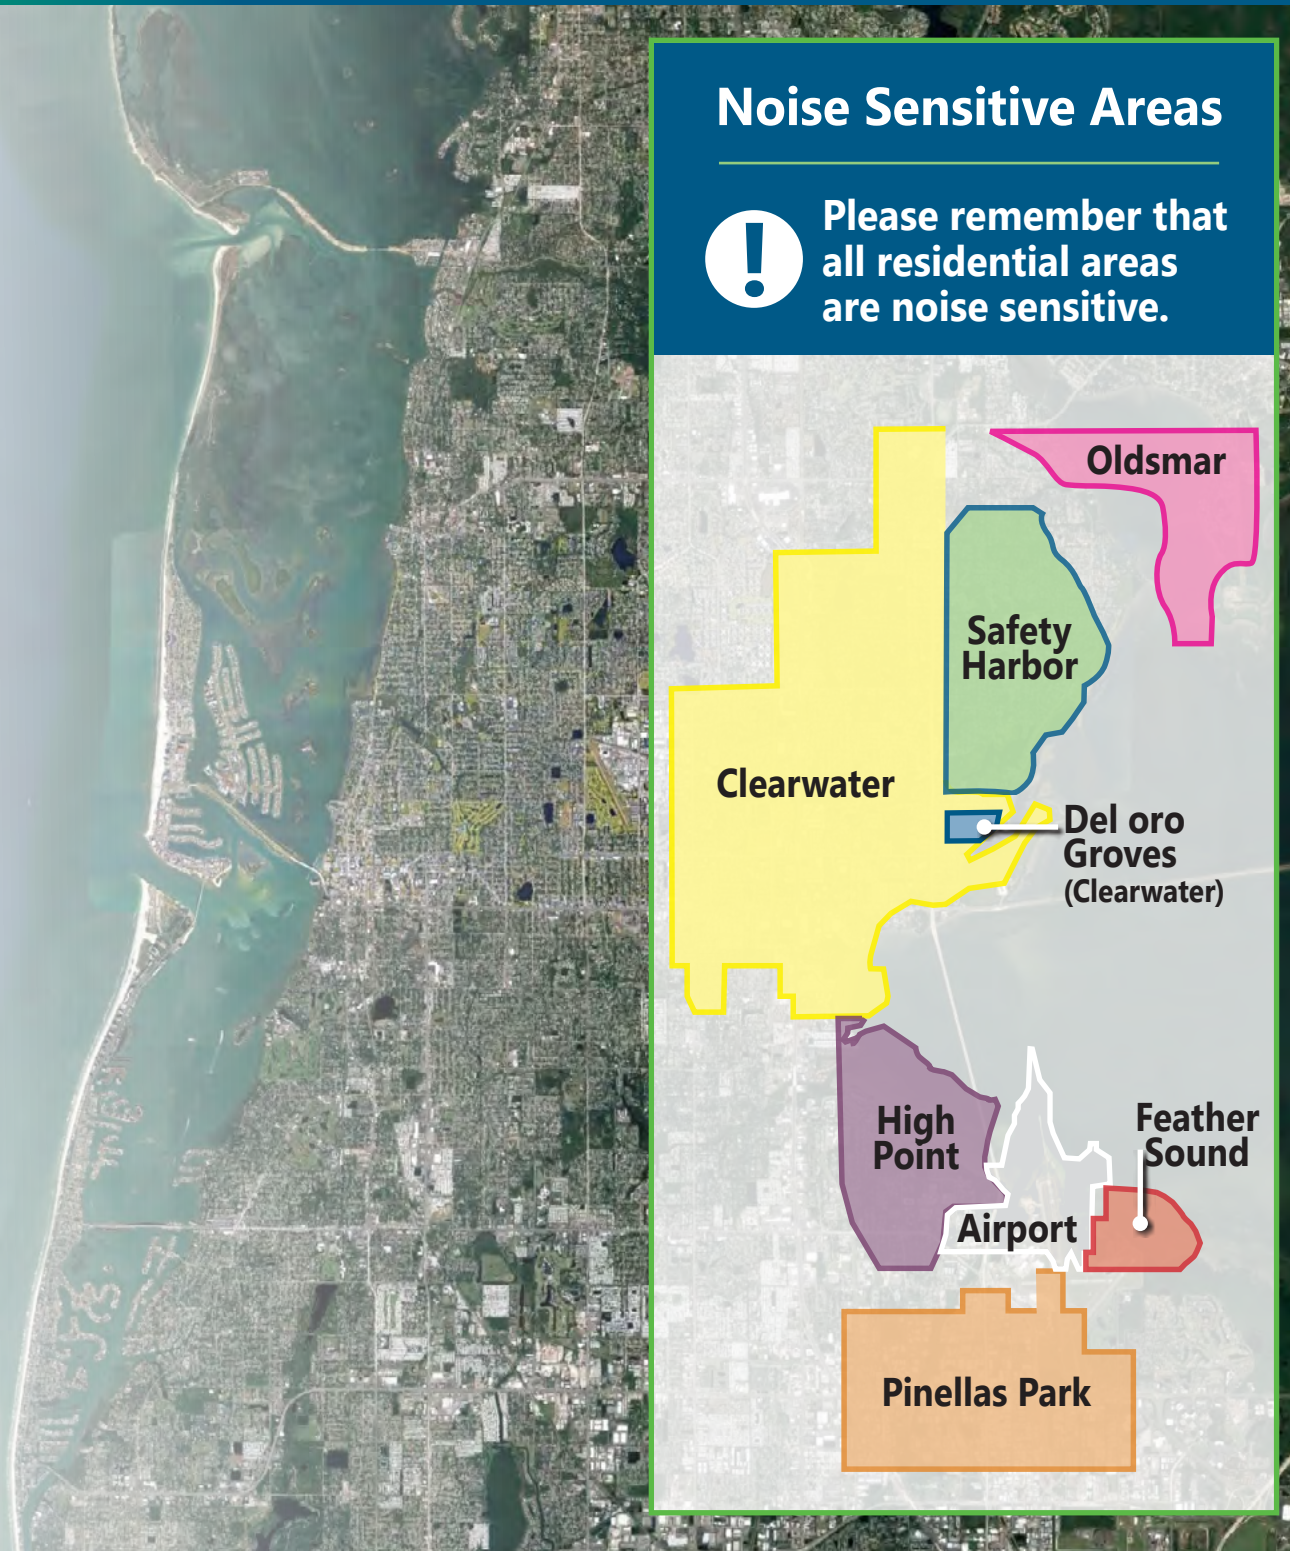 Noise Sensitive Areas
Please remember that
all residential areas
are noise sensitive.
Oldsmar
Safety
Harbor
Clearwater
Del oro
Groves
(Clearwater)
High
Point
Feather
Sound
Airport
Pinellas Park